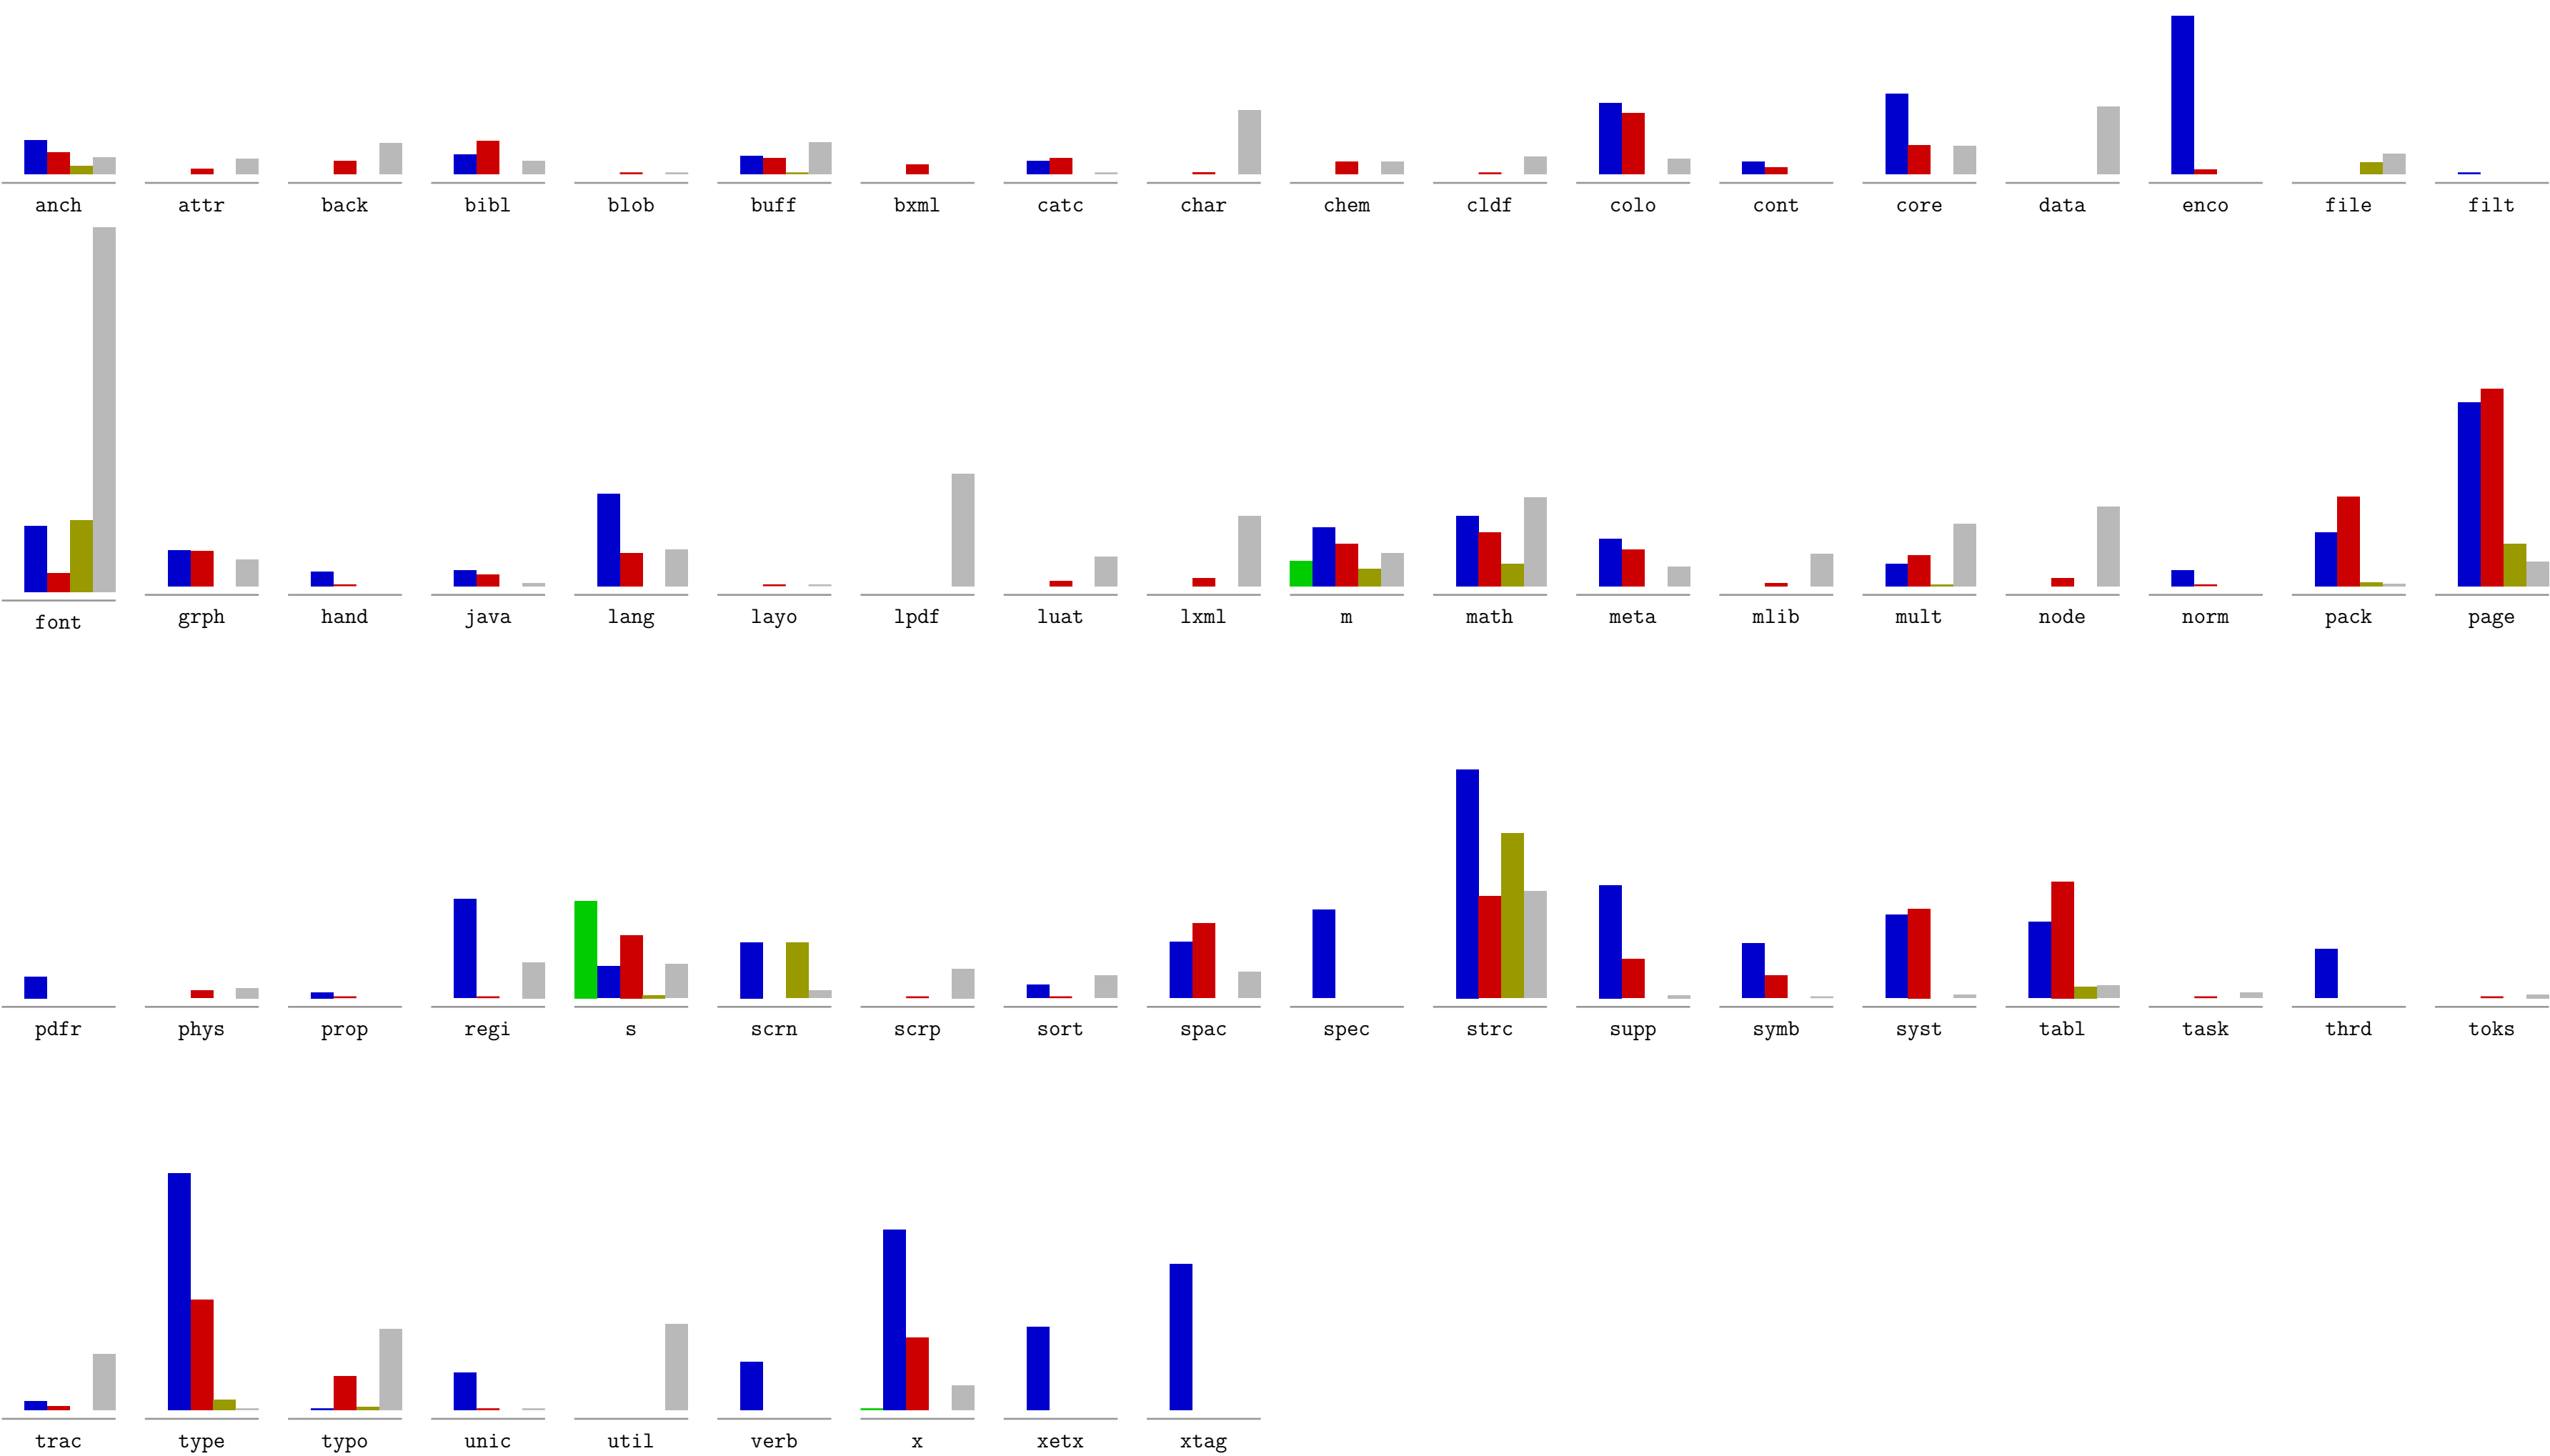 anch attr back bibl blob buff bxml catc char chem cldf colo cont core data enco file filt
font grph hand java lang layo lpdf luat lxml m math meta mlib mult node norm pack page
pdfr phys prop regi s scrn scrp sort spac spec strc supp symb syst tabl task thrd toks
trac type typo unic util verb x xetx xtag